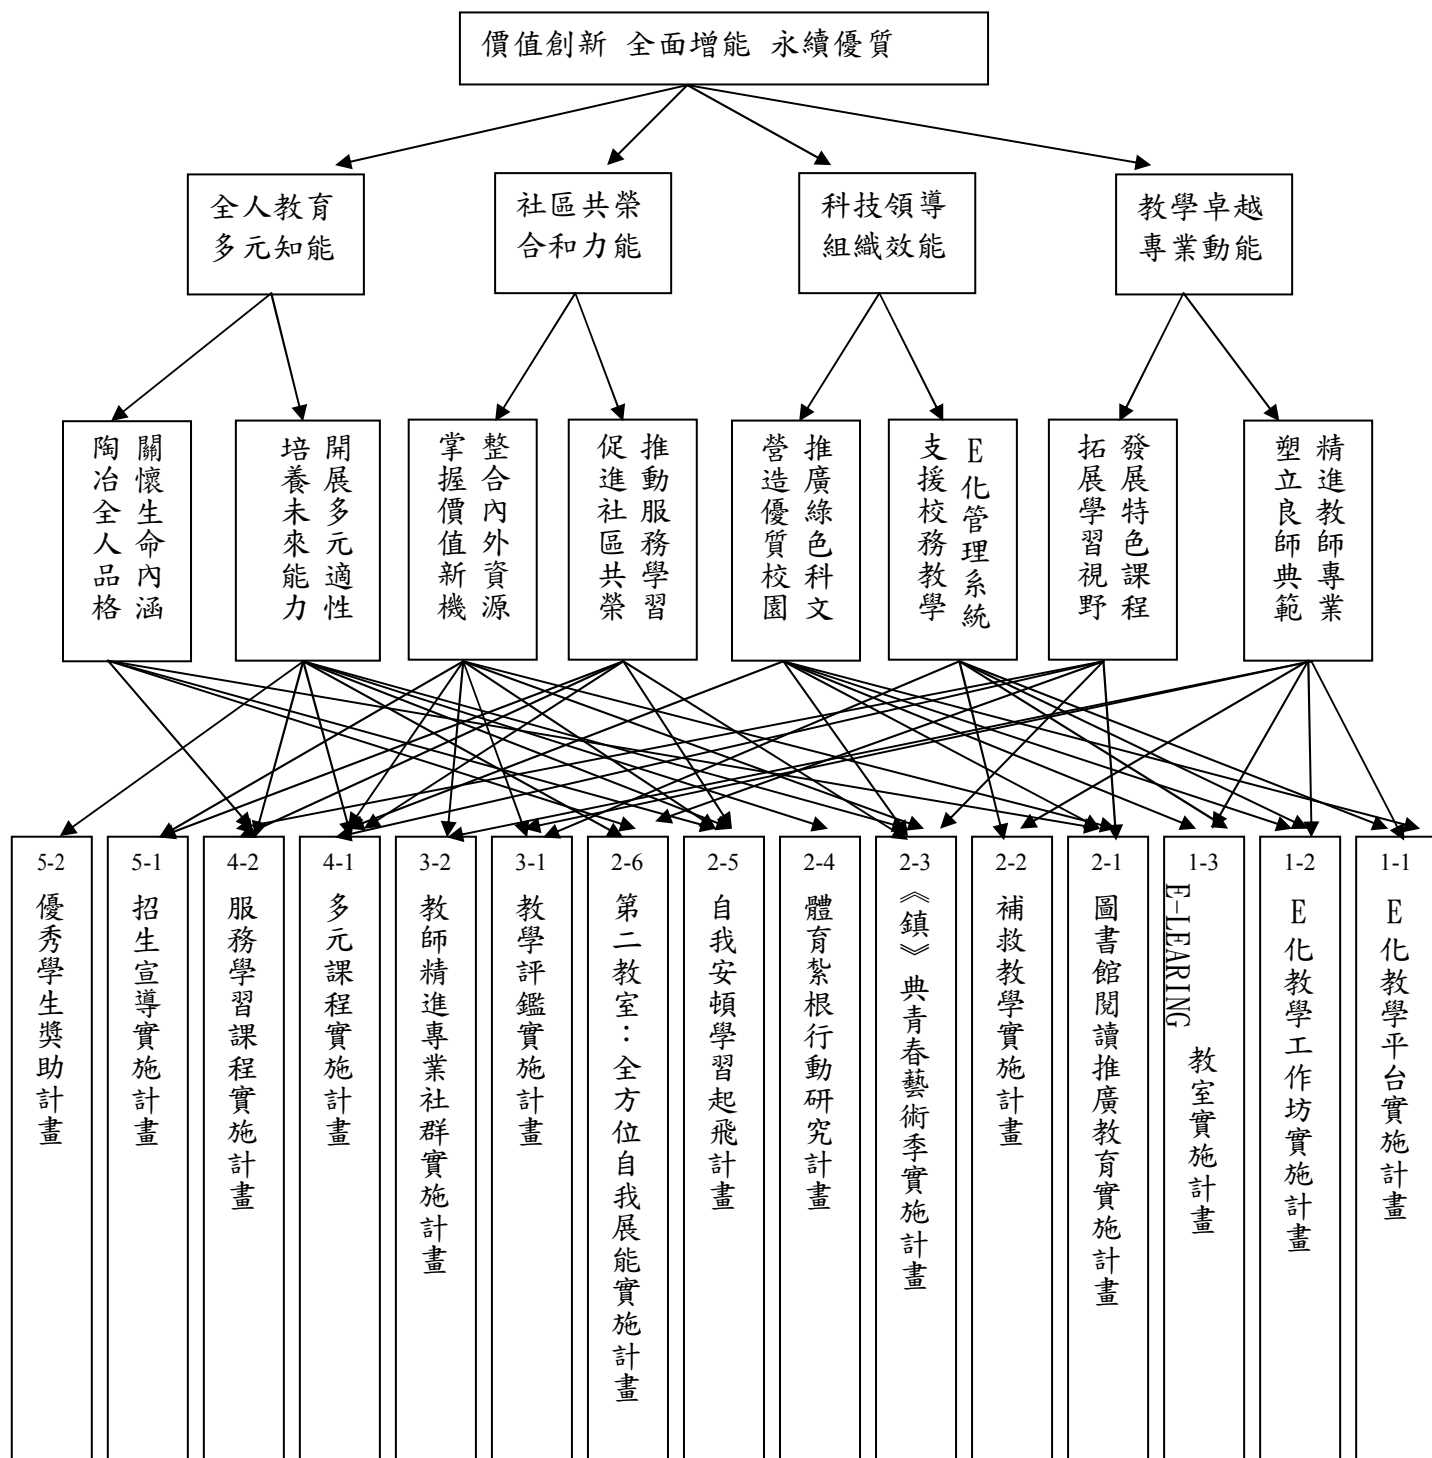 價值創新 全面增能 永續優質
全人教育
多元知能
社區共榮
合和力能
科技領導
組織效能
教學卓越
專業動能
關懷生命內涵
陶冶全人品格
開展多元適性
培養未來能力
整合內外資源
掌握價值新機
推動服務學習
促進社區共榮
推廣綠色科文
營造優質校園
E化管理系統
支援校務教學
發展特色課程
拓展學習視野
精進教師專業
塑立良師典範
5-2
優秀學生獎助計畫
5-1
招生宣導實施計畫
4-2
服務學習課程實施計畫
4-1
多元課程實施計畫
3-2
教師精進專業社群實施計畫
3-1
教學評鑑實施計畫
2-6
第二教室：全方位自我展能實施計畫
2-5
自我安頓學習起飛計畫
2-4
體育紮根行動研究計畫
2-3
《鎮》典青春藝術季實施計畫
2-2
補救教學實施計畫
2-1
圖書館閱讀推廣教育實施計畫
1-3
E-LEARING 教室實施計畫
1-2
E化教學工作坊實施計畫
1-1
E化教學平台實施計畫